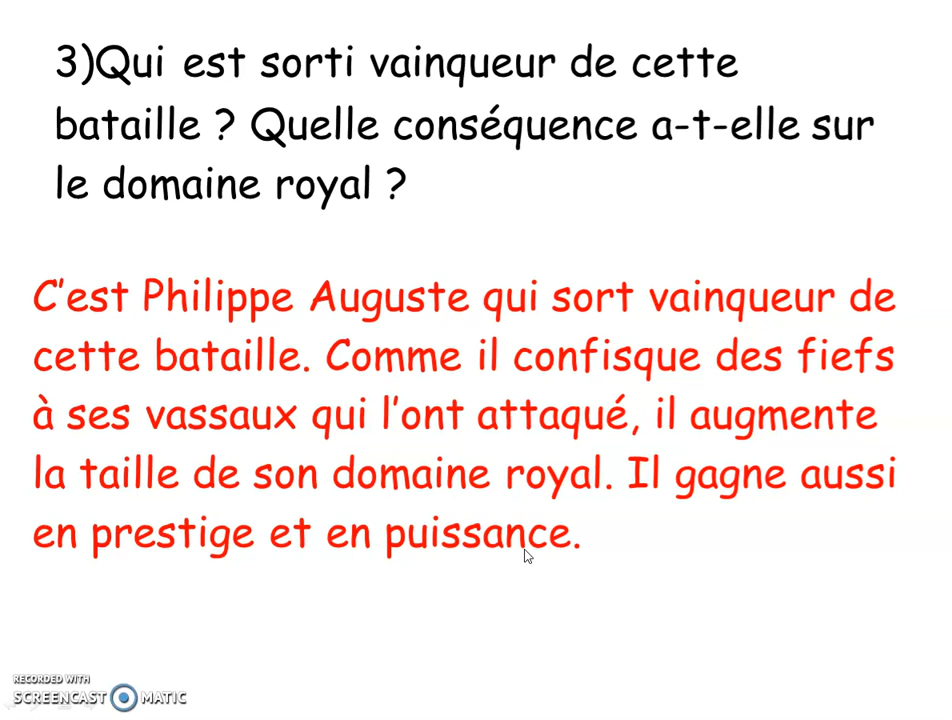 3)Qui est sorti vainqueur de cette
bataille ? Quelle conséquence a-t-elle sur
le domaine royal ?
C’est Philippe Auguste qui sort vainqueur de
cette bataille. Comme il confisque des fiefs
à ses vassaux qui l’ont attaqué, il augmente
la taille de son domaine royal. Il gagne aussi
en prestige et en puissance.
RECORDED WITH
SCREENCAST MATIC